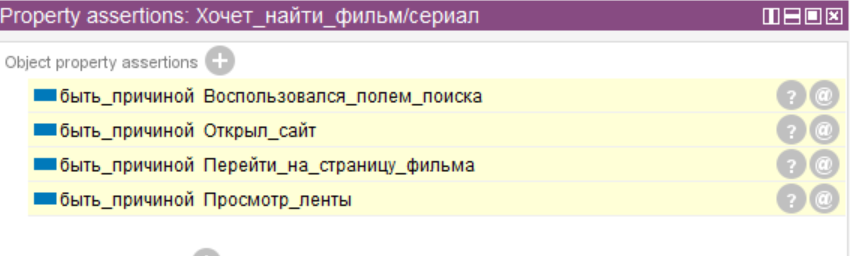 Property assertions: Хочет_найти_фильм/сериал
Object property assertions
быть_причиной Воспользовался_полем_поиска
быть_причиной Открыл_сайт
быть_причиной Перейти_на_страницу_фильма
быть_причиной Просмотр_ленты